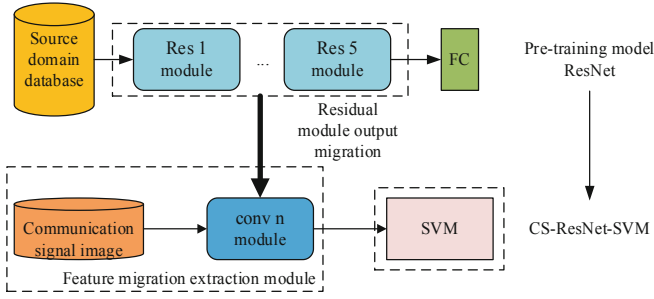 Source
domain
database
Res 1
module
...
Res 5
module
FC
Pre-training model
ResNet
Residual
module output
migration
Communication
signal image
conv n
module
SVM
CS-ResNet-SVM
Feature migration extraction module